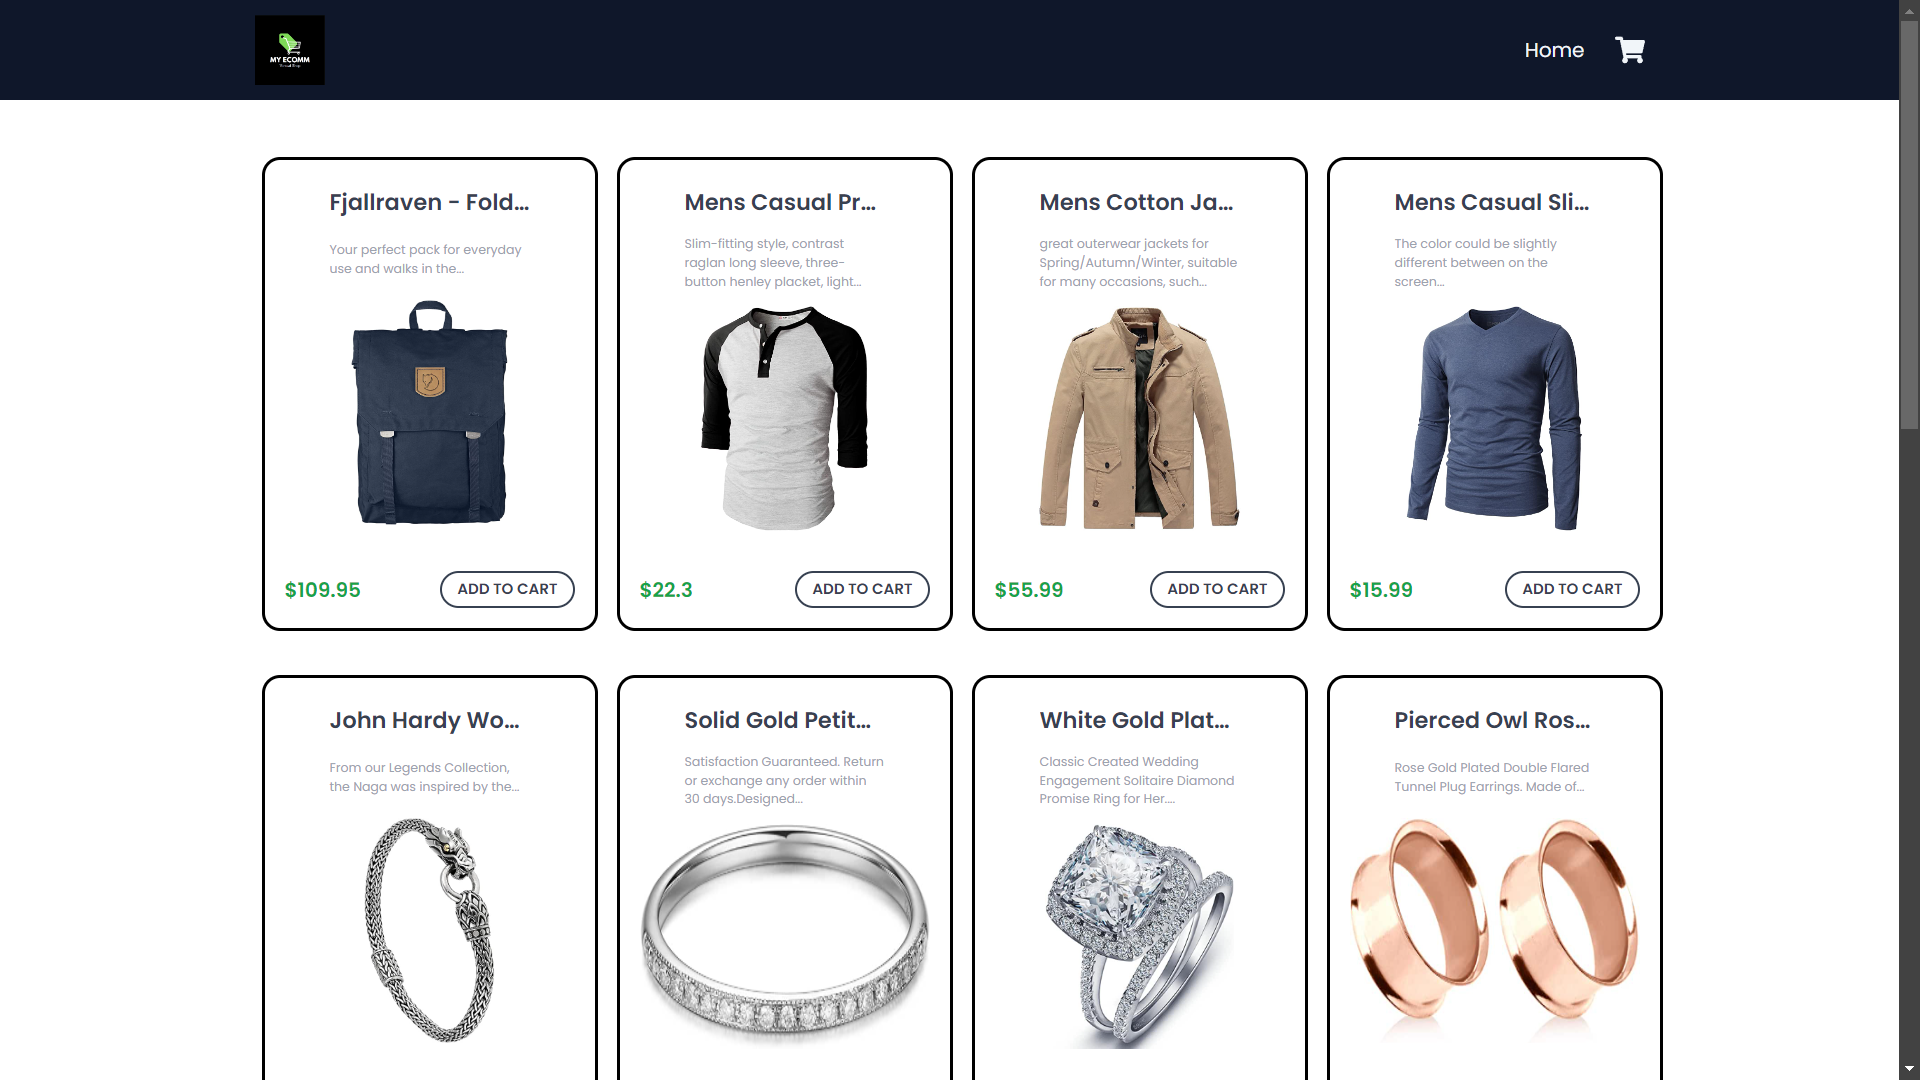 MY ECOMM
Home
Fjallraven - Fold...
Your perfect pack for everyday
use and walks in the...
$109.95
ADD TO CART
Mens Casual Pr...
Slim-fitting style, contrast
raglan long sleeve, three-
button henley placket, light...
$22.3
ADD TO CART
Mens Cotton Ja...
great outerwear jackets for
Spring/Autumn/Winter, suitable
for many occasions, such...
$55.99
ADD TO CART
Mens Casual Sli...
The color could be slightly
different between on the
screen...
$15.99
ADD TO CART
John Hardy Wo...
From our Legends Collection,
the Naga was inspired by the...
Solid Gold Petit...
Satisfaction Guaranteed. Return
or exchange any order within
30 days.Designed...
White Gold Plat...
Classic Created Wedding
Engagement Solitaire Diamond
Promise Ring for Her....
Pierced Owl Ros...
Rose Gold Plated Double Flared
Tunnel Plug Earrings. Made of...